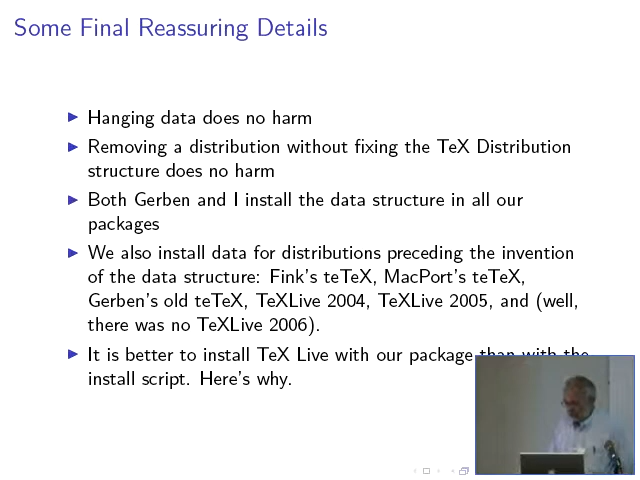 Some Final Reassuring Details
Hanging data does no harm
Removing a distribution without fixing the TeX Distribution
structure does no harm
Both Gerben and I install the data structure in all our
packages
We also install data for distributions preceding the invention
of the data structure: Fink's teTeX, MacPort's teTeX,
Gerben's old teTeX, TeXLive 2004, TeXLive 2005, and (well,
there was no TeXLive 2006).
It is better to install TeX Live with our package than with the
install script. Here's why.